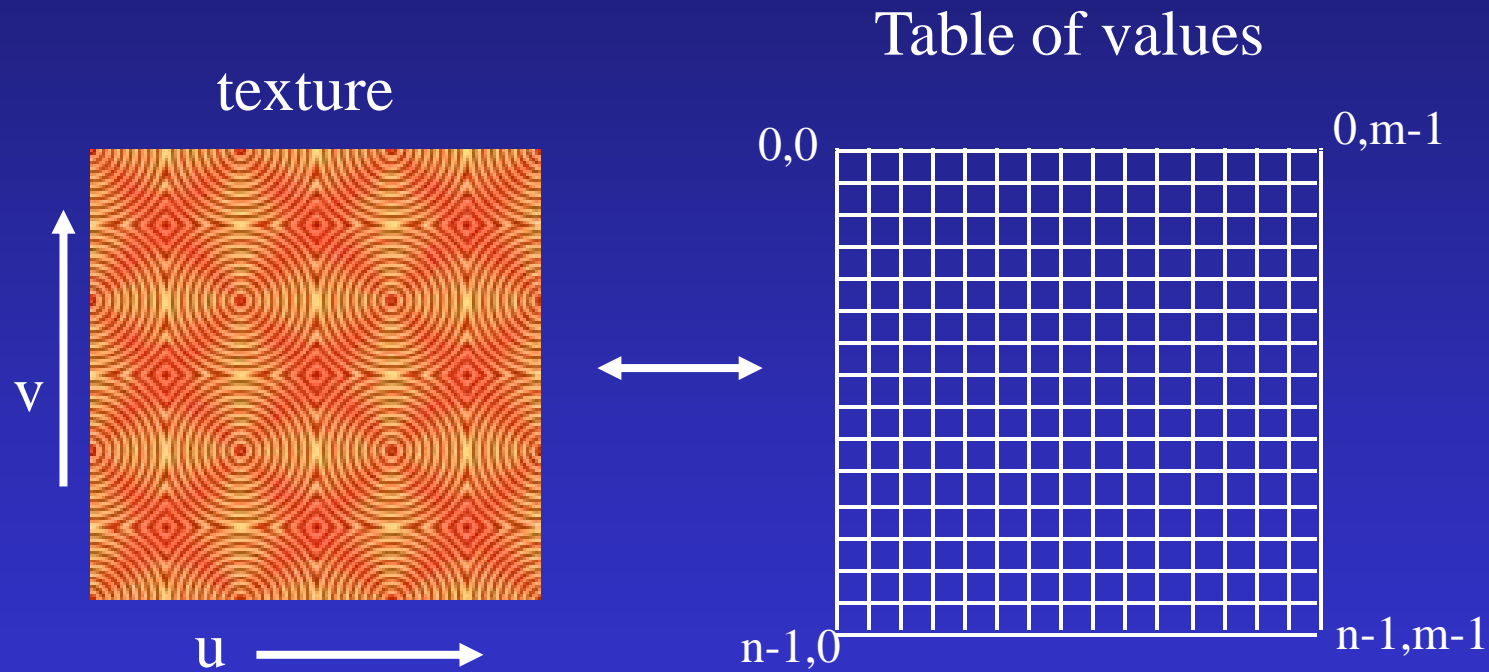 Table of values
texture
0,0
0,m-1
v
u
n-1,0
n-1,m-1